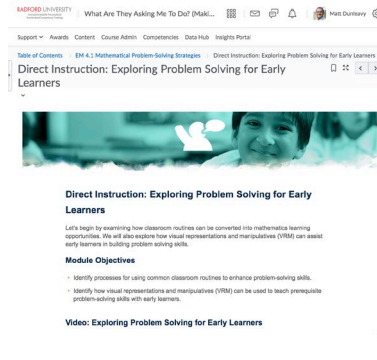 RADFORD UNIVERSITY
What Are They Asking Me To Do? (Maki...
Matt Dunleavy
Support Awards Content Course Admin Competencies Data Hub Insights Portal
Table of Contents EM 4.1 Mathematical Problem-Solving Strategies Direct Instruction: Exploring Problem Solving for Early Learners
Direct Instruction: Exploring Problem Solving for Early
Learners
Direct Instruction: Exploring Problem Solving for Early
Learners
Let's begin by examining how classroom routines can be converted into mathematics learning
opportunities. We will also explore how visual representations and manipulatives (VRM) can assist
early learners in building problem solving skills.
Module Objectives
Identify processes for using common classroom routines to enhance problem-solving skills.
Identify how visual representations and manipulatives (VRM) can be used to teach prerequisite
problem-solving skills with early learners.
Video: Exploring Problem Solving for Early Learners